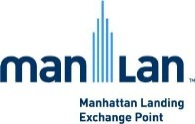 man lan™
Manhattan Landing
Exchange Point